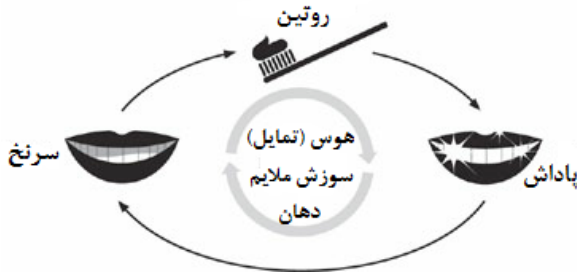 روتین
هوس (تمایل)
سوزش ملایم
دهان
سرنخ
پاداش